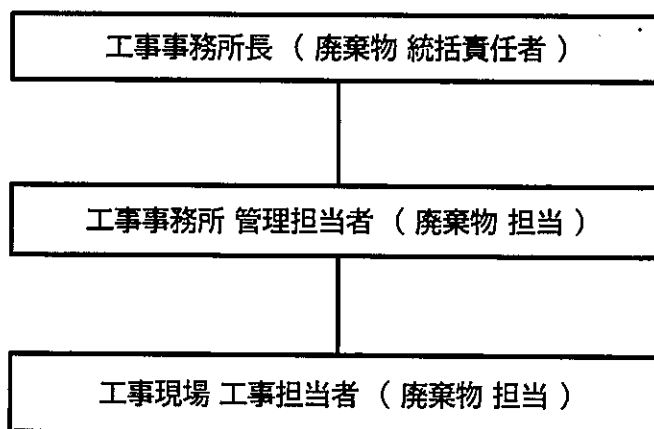 工事事務所長 （ 廃棄物 統括責任者 ）
工事事務所 管理担当者 （ 廃棄物 担当 ）
工事現場 工事担当者 （ 廃棄物 担当 ）